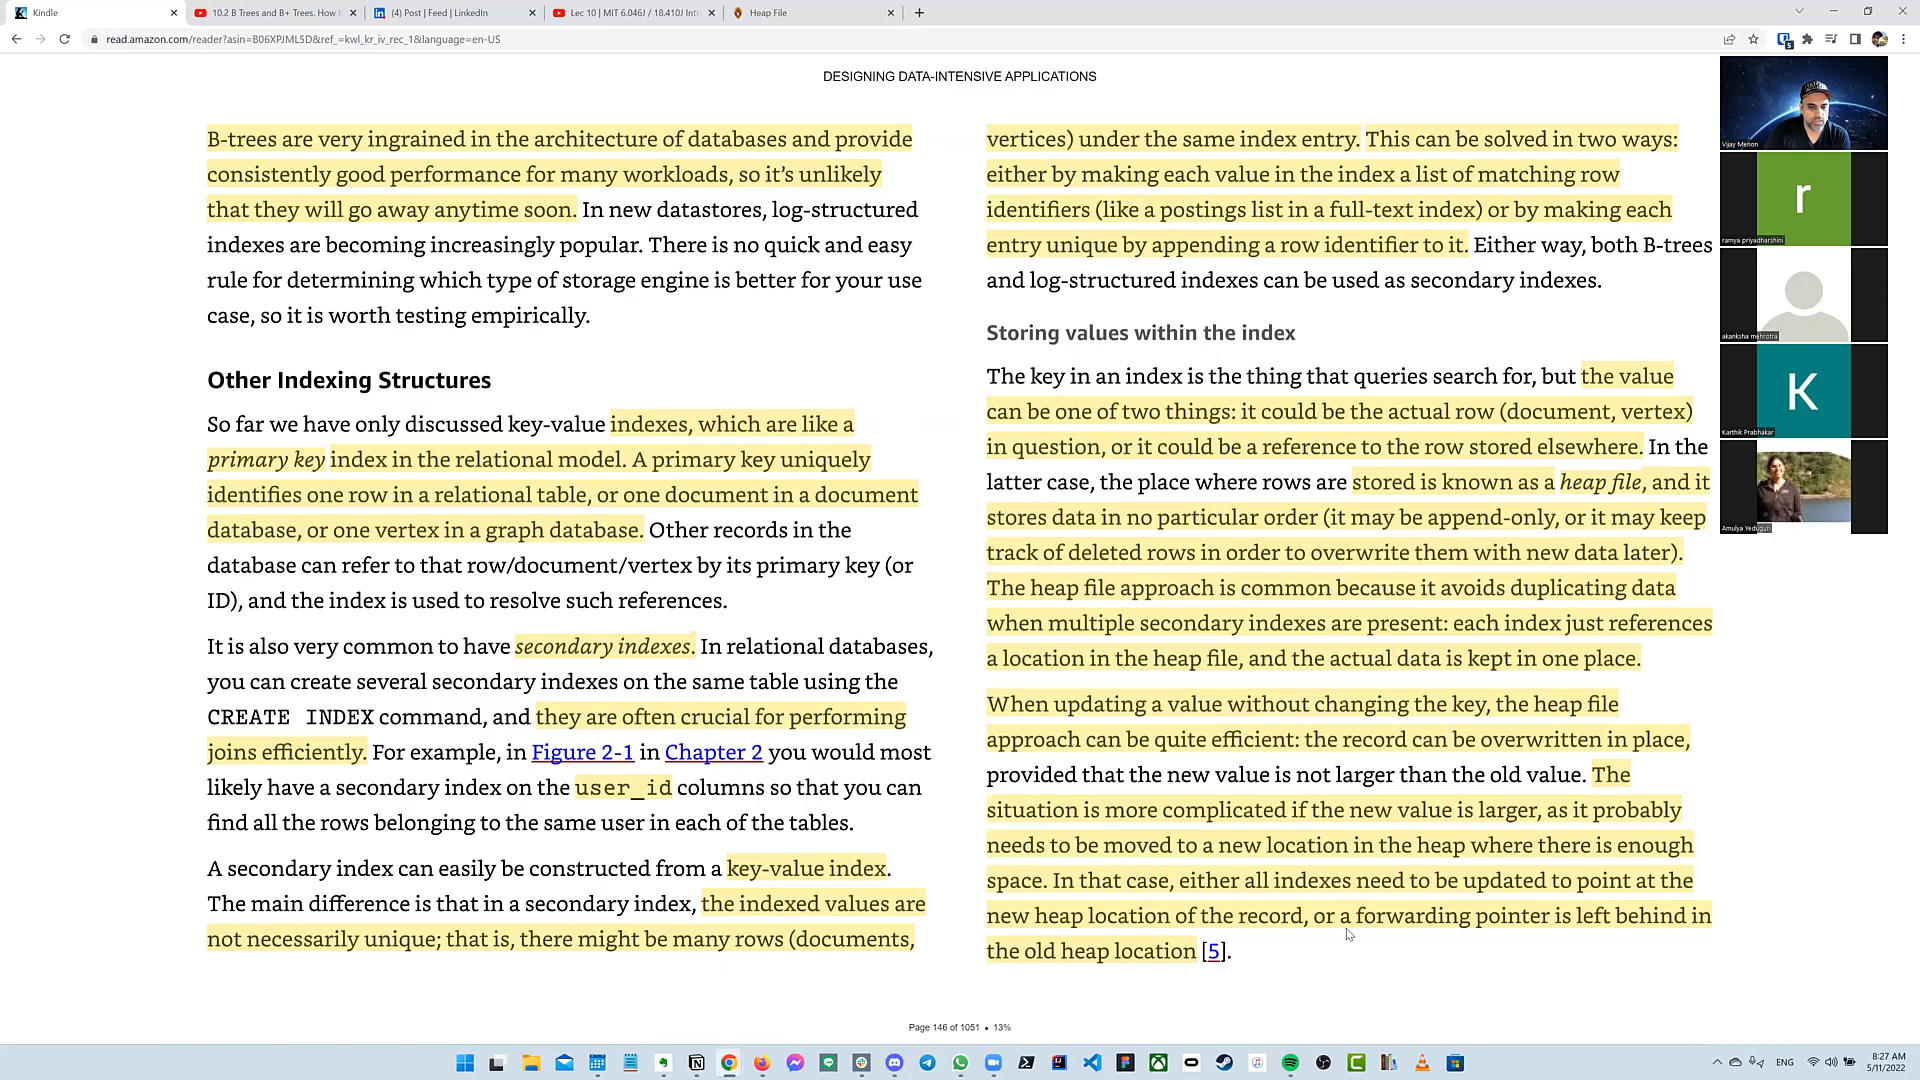 Kindle
10.2 B Trees and B+ Trees. How t
(4) Post | Feed | LinkedIn
Lec 10 | MIT 6.046J / 18.410J Intr
Heap File
read.amazon.com/reader?asin=B06XPJML5D&ref_=kwl_kr_iv_rec_1&language=en-US
DESIGNING DATA-INTENSIVE APPLICATIONS
B-trees are very ingrained in the architecture of databases and provide
consistently good performance for many workloads, so it’s unlikely
that they will go away anytime soon. In new datastores, log-structured
indexes are becoming increasingly popular. There is no quick and easy
rule for determining which type of storage engine is better for your use
case, so it is worth testing empirically.
Other Indexing Structures
So far we have only discussed key-value indexes, which are like a
primary key index in the relational model. A primary key uniquely
identifies one row in a relational table, or one document in a document
database, or one vertex in a graph database. Other records in the
database can refer to that row/document/vertex by its primary key (or
ID), and the index is used to resolve such references.
It is also very common to have secondary indexes. In relational databases,
you can create several secondary indexes on the same table using the
CREATE INDEX command, and they are often crucial for performing
joins efficiently. For example, in Figure 2-1 in Chapter 2 you would most
likely have a secondary index on the user_id columns so that you can
find all the rows belonging to the same user in each of the tables.
A secondary index can easily be constructed from a key-value index.
The main difference is that in a secondary index, the indexed values are
not necessarily unique; that is, there might be many rows (documents,
vertices) under the same index entry. This can be solved in two ways:
either by making each value in the index a list of matching row
identifiers (like a postings list in a full-text index) or by making each
entry unique by appending a row identifier to it. Either way, both B-trees
and log-structured indexes can be used as secondary indexes.
Storing values within the index
The key in an index is the thing that queries search for, but the value
can be one of two things: it could be the actual row (document, vertex)
in question, or it could be a reference to the row stored elsewhere. In the
latter case, the place where rows are stored is known as a heap file, and it
stores data in no particular order (it may be append-only, or it may keep
track of deleted rows in order to overwrite them with new data later).
The heap file approach is common because it avoids duplicating data
when multiple secondary indexes are present: each index just references
a location in the heap file, and the actual data is kept in one place.
When updating a value without changing the key, the heap file
approach can be quite efficient: the record can be overwritten in place,
provided that the new value is not larger than the old value. The
situation is more complicated if the new value is larger, as it probably
needs to be moved to a new location in the heap where there is enough
space. In that case, either all indexes need to be updated to point at the
new heap location of the record, or a forwarding pointer is left behind in
the old heap location [5].
Page 146 of 1051 • 13%
Vijay Menon
r
ramya priyadharshini
akanksha mehrotra
K
Karthik Prabhakar
Amulya Yeduguri
ENG
8:27 AM
5/11/2022